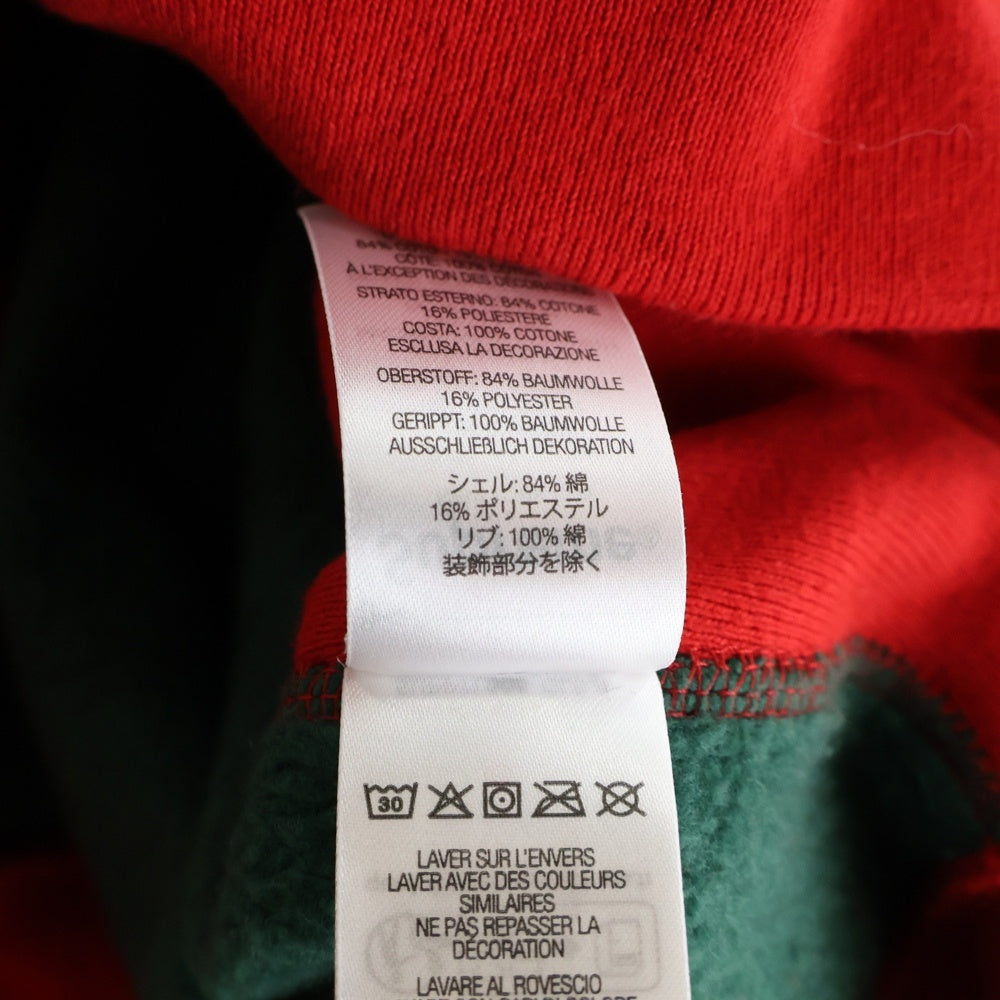 84%
CÔTE: 100%
À L'EXCEPTION DES DÉCORATIONS
STRATO ESTERNO: 84% COTONE
16% POLIESTERE
COSTA: 100% COTONE
ESCLUSA LA DECORAZIONE
OBERSTOFF: 84% BAUMWOLLE
16% POLYESTER
GERIPPT: 100% BAUMWOLLE
AUSSCHLIEßLICH DEKORATION
シェル: 84% 綿
16% ポリエステル
リブ: 100% 綿
装飾部分を除く
30
LAVER SUR L'ENVERS
LAVER AVEC DES COULEURS
SIMILAIRES
NE PAS REPASSER LA
DÉCORATION
LAVARE AL ROVESCIO